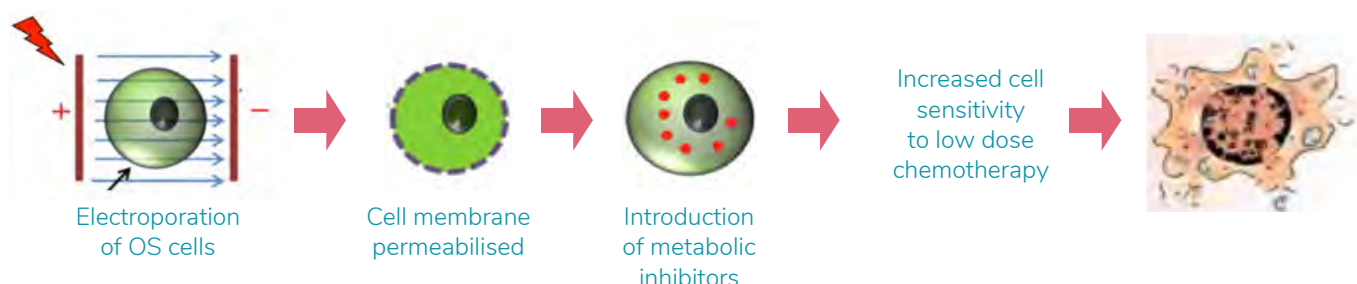 +
−
Electroporation
of OS cells
Cell membrane
permeabilised
Introduction
of metabolic
inhibitors
Increased cell
sensitivity
to low dose
chemotherapy